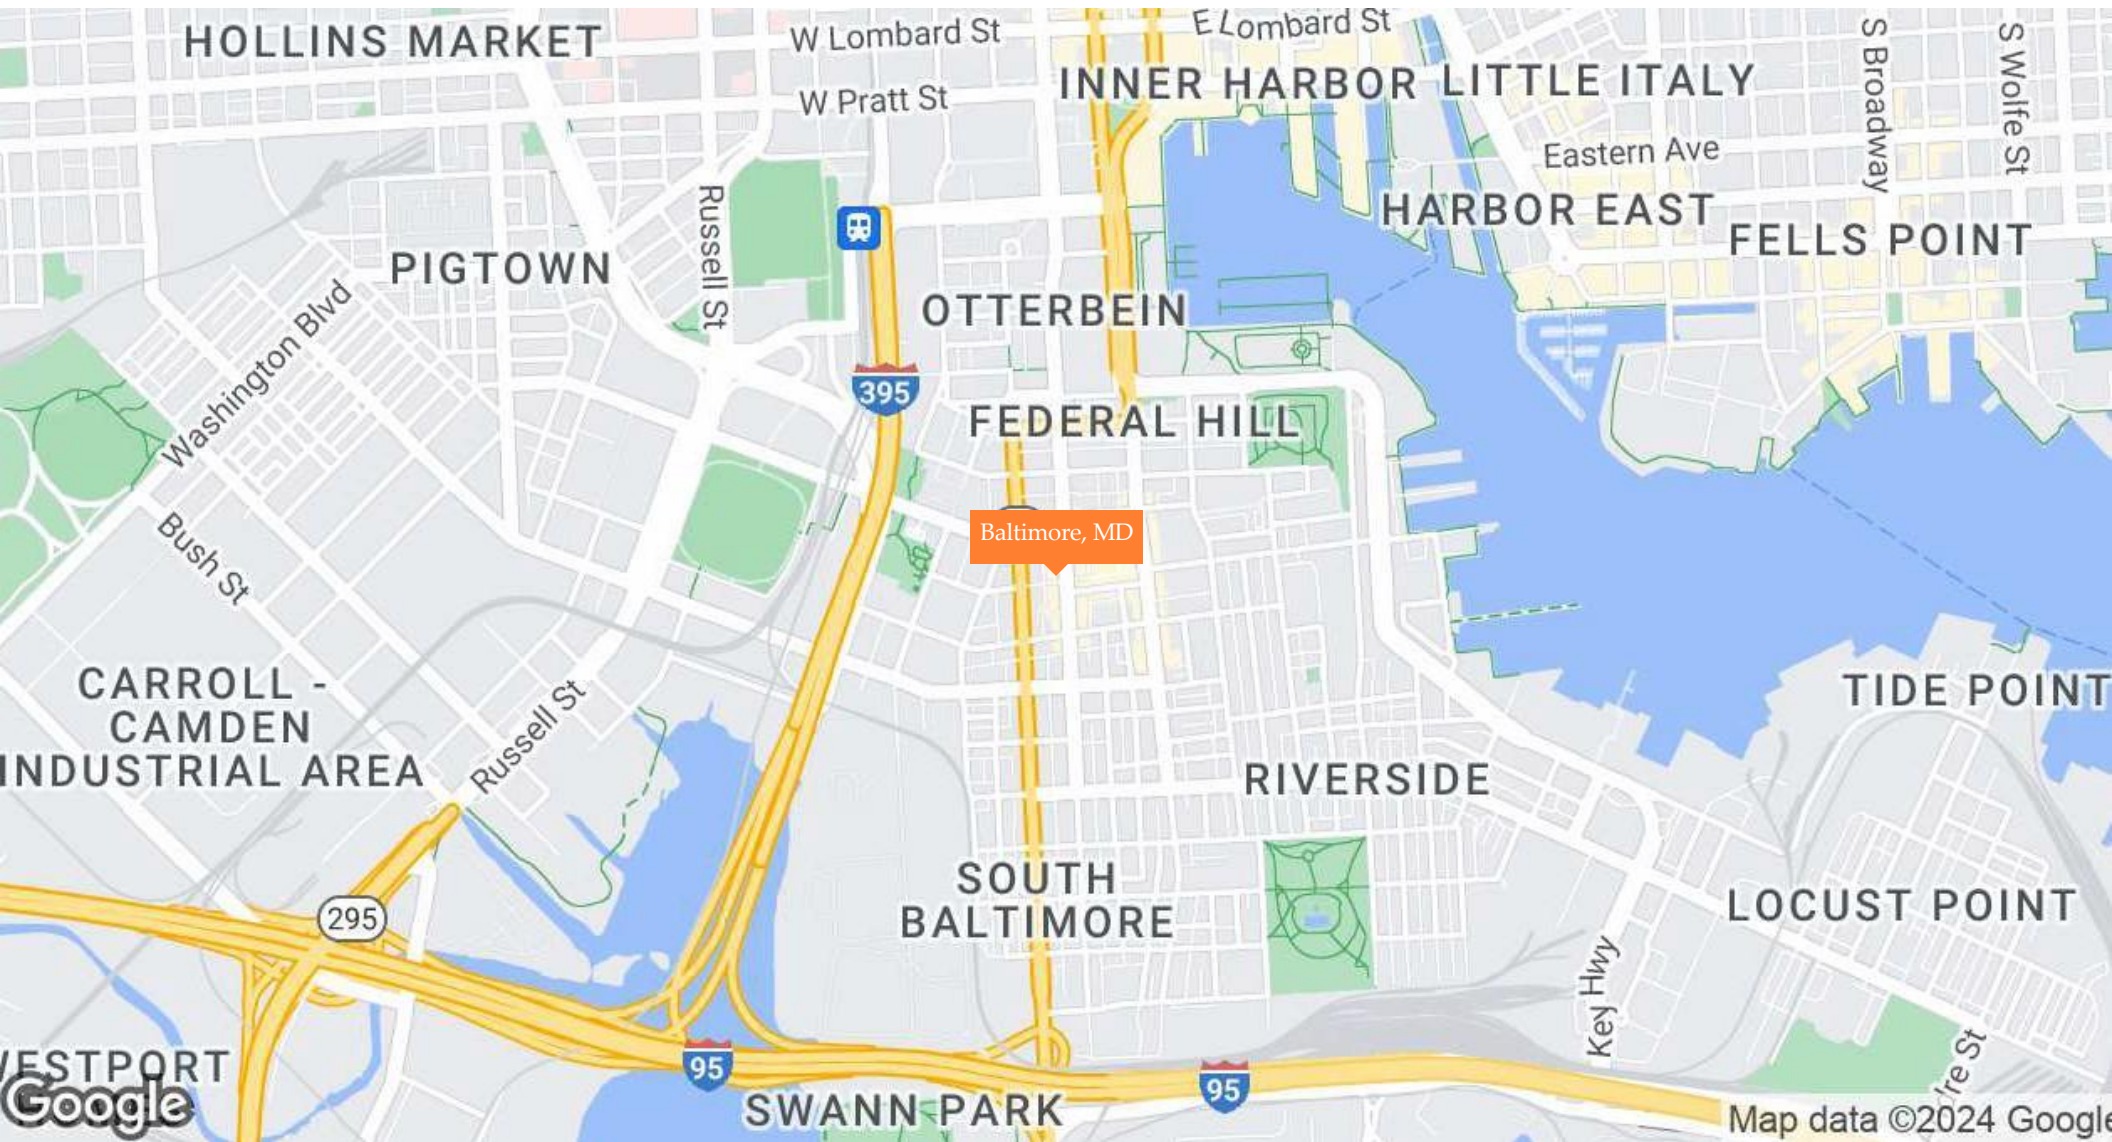 HOLLINS MARKET
W Lombard St
E Lombard St
W Pratt St
INNER HARBOR
LITTLE ITALY
S Broadway
S Wolfe St
Eastern Ave
Russell St
HARBOR EAST
FELLS POINT
PIGTOWN
OTTERBEIN
Washington Blvd
395
FEDERAL HILL
Baltimore, MD
Bush St
CARROLL -
CAMDEN
INDUSTRIAL AREA
Russell St
TIDE POINT
RIVERSIDE
SOUTH
BALTIMORE
LOCUST POINT
295
Key Hwy
WESTPORT
95
95
Google
SWANN PARK
St
Map data ©2024 Google